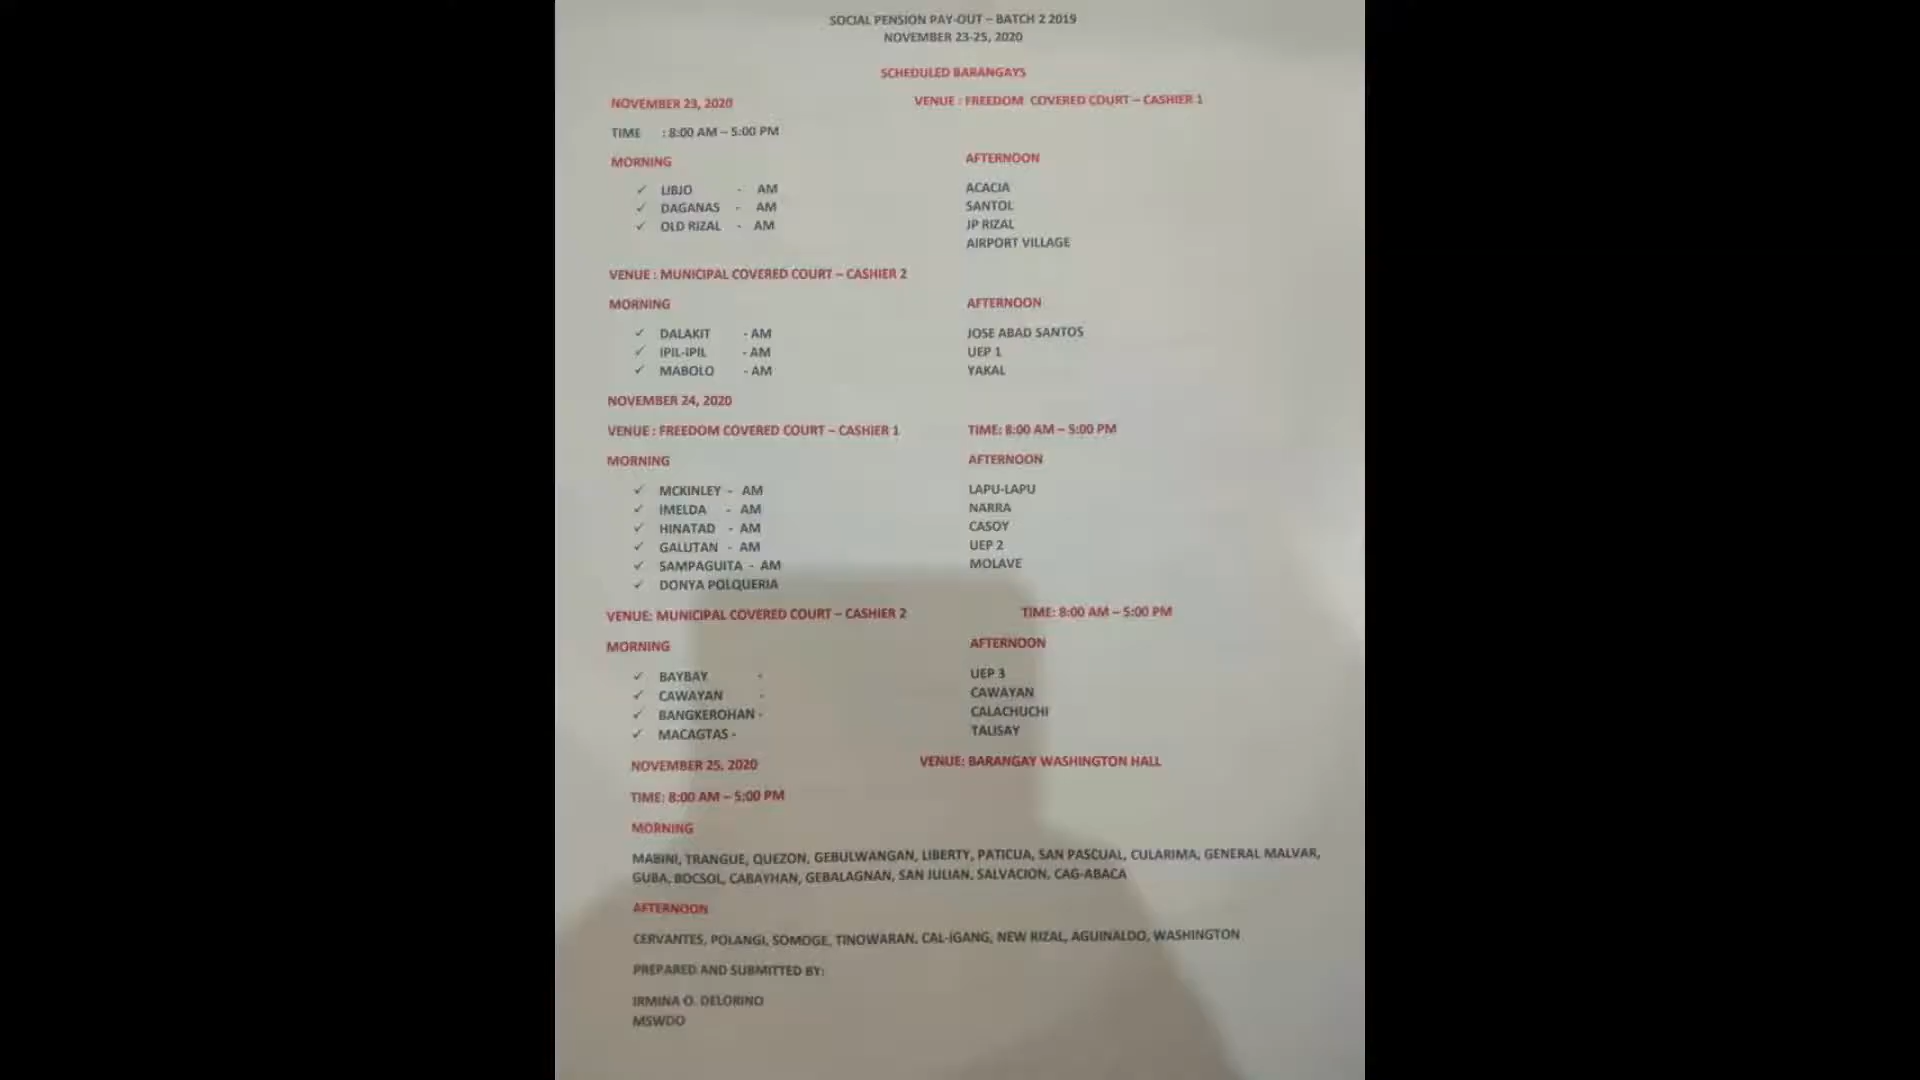 SOCIAL PENSION PAY-OUT – BATCH 2 2019
NOVEMBER 23-25, 2020
SCHEDULED BARANGAYS
NOVEMBER 23, 2020 VENUE : FREEDOM COVERED COURT – CASHIER 1
TIME : 8:00 AM – 5:00 PM
MORNING AFTERNOON
✓ LIBJO - AM ACACIA
✓ DAGANAS - AM SANTOL
✓ OLD RIZAL - AM JP RIZAL
AIRPORT VILLAGE
VENUE : MUNICIPAL COVERED COURT – CASHIER 2
MORNING AFTERNOON
✓ DALAKIT - AM JOSE ABAD SANTOS
✓ IPIL-IPIL - AM UEP 1
✓ MABOLO - AM YAKAL
NOVEMBER 24, 2020
VENUE : FREEDOM COVERED COURT – CASHIER 1 TIME: 8:00 AM – 5:00 PM
MORNING AFTERNOON
✓ MCKINLEY - AM LAPU-LAPU
✓ IMELDA - AM NARRA
✓ HINATAD - AM CASOY
✓ GALUTAN - AM UEP 2
✓ SAMPAGUITA - AM MOLAVE
✓ DONYA POLQUERIA
VENUE: MUNICIPAL COVERED COURT – CASHIER 2 TIME: 8:00 AM – 5:00 PM
MORNING AFTERNOON
✓ BAYBAY - UEP 3
✓ CAWAYAN - CAWAYAN
✓ BANGKEROHAN - CALACHUCHI
✓ MACAGTAS - TALISAY
NOVEMBER 25, 2020 VENUE: BARANGAY WASHINGTON HALL
TIME: 8:00 AM – 5:00 PM
MORNING
MABINI, TRANGUE, QUEZON, GEBULWANGAN, LIBERTY, PATICUA, SAN PASCUAL, CULARIMA, GENERAL MALVAR,
GUBA, BOCSOL, CABAYHAN, GEBALAGNAN, SAN JULIAN, SALVACION, CAG-ABACA
AFTERNOON
CERVANTES, POLANGI, SOMOGE, TINOWARAN, CAL-IGANG, NEW RIZAL, AGUINALDO, WASHINGTON
PREPARED AND SUBMITTED BY:
IRMINA O. DELORINO
MSWDO